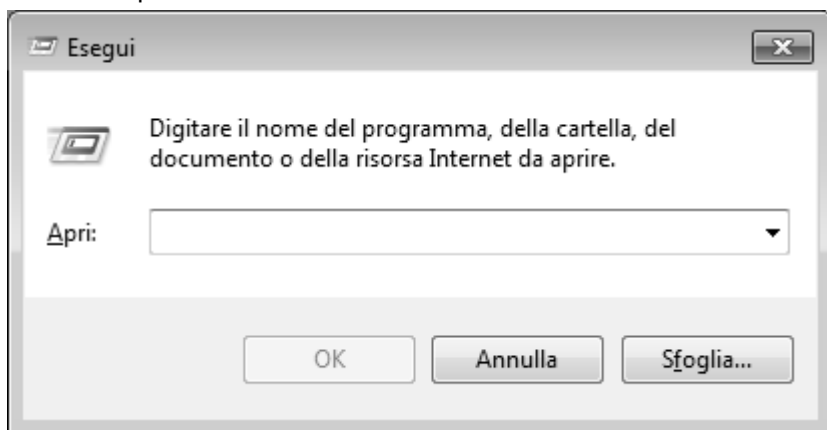 Esegui
Digitare il nome del programma, della cartella, del
documento o della risorsa Internet da aprire.
Apri:
OK Annulla Sfoglia...